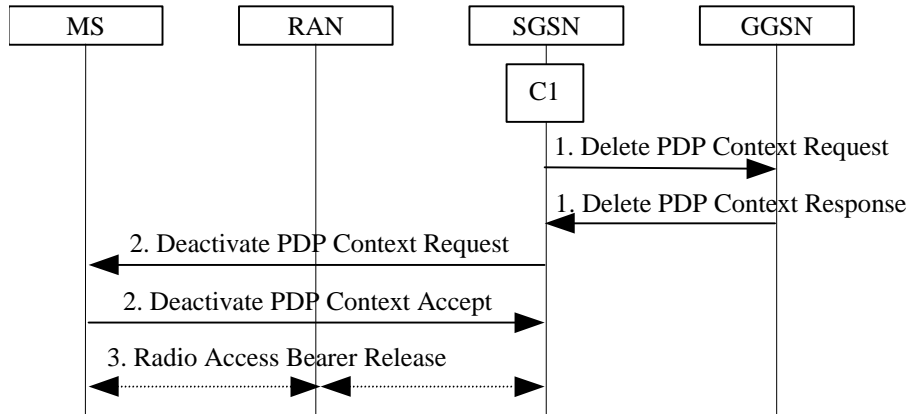 MS RAN SGSN GGSN
C1
1. Delete PDP Context Request
1. Delete PDP Context Response
2. Deactivate PDP Context Request
2. Deactivate PDP Context Accept
3. Radio Access Bearer Release